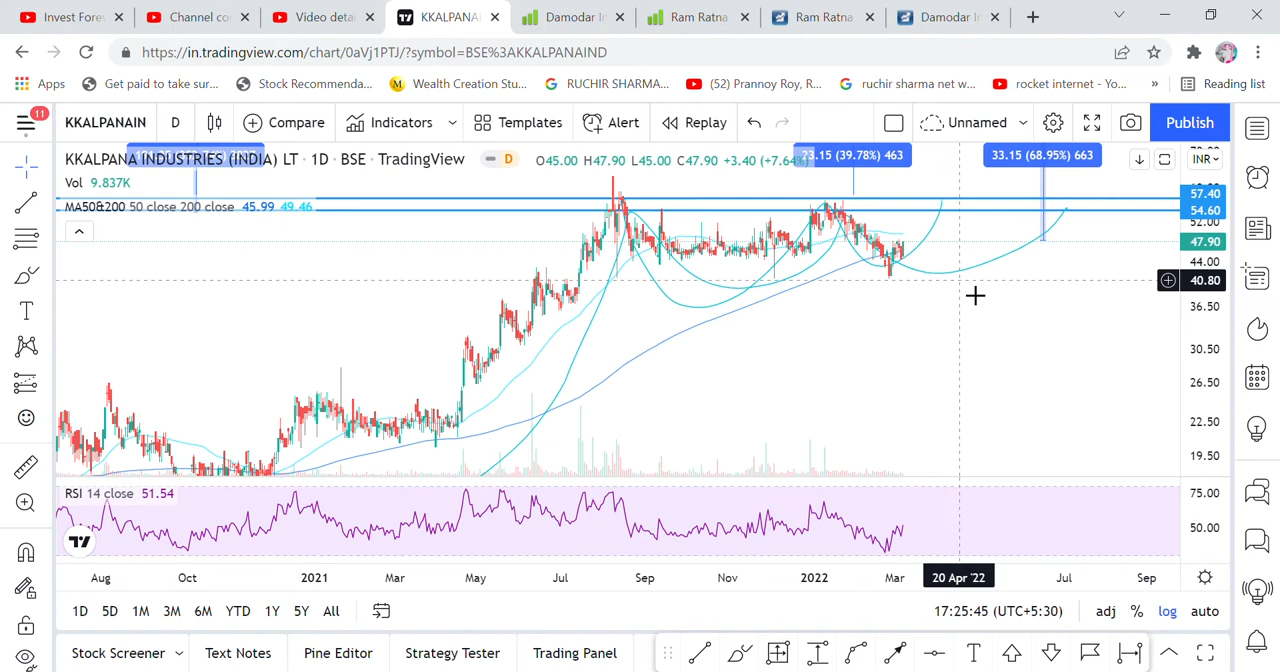 Invest Fore
Channel co
Video detai
KKALPANA
Damodar In
Ram Ratna
Ram Ratna
Damodar In
https://in.tradingview.com/chart/0aVj1PTJ/?symbol=BSE%3AKKALPANAIND
Apps
Get paid to take sur...
Stock Recommenda...
Wealth Creation Stu...
RUCHIR SHARMA...
(52) Prannoy Roy, R...
ruchir sharma net w...
rocket internet - Yo...
»
Reading list
11
KKALPANAIN
D
Compare
Indicators
Templates
Alert
Replay
Unnamed
Publish
KKALPANA INDUSTRIES (INDIA) LT · 1D · BSE · TradingView
D
O45.00 H47.90 L45.00 C47.90 +3.40 (+7.64%)
23.15 (39.78%) 463
33.15 (68.95%) 663
INR
Vol 9.837K
MA50&200 50 close 200 close 45.99 49.46
57.40
54.60
52.00
47.90
44.00
40.80
36.50
30.50
26.50
22.50
19.50
RSI 14 close 51.54
75.00
50.00
Aug
Oct
2021
Mar
May
Jul
Sep
Nov
2022
Mar
20 Apr '22
Jul
Sep
1D
5D
1M
3M
6M
YTD
1Y
5Y
All
17:25:45 (UTC+5:30)
adj
%
log
auto
Stock Screener
Text Notes
Pine Editor
Strategy Tester
Trading Panel